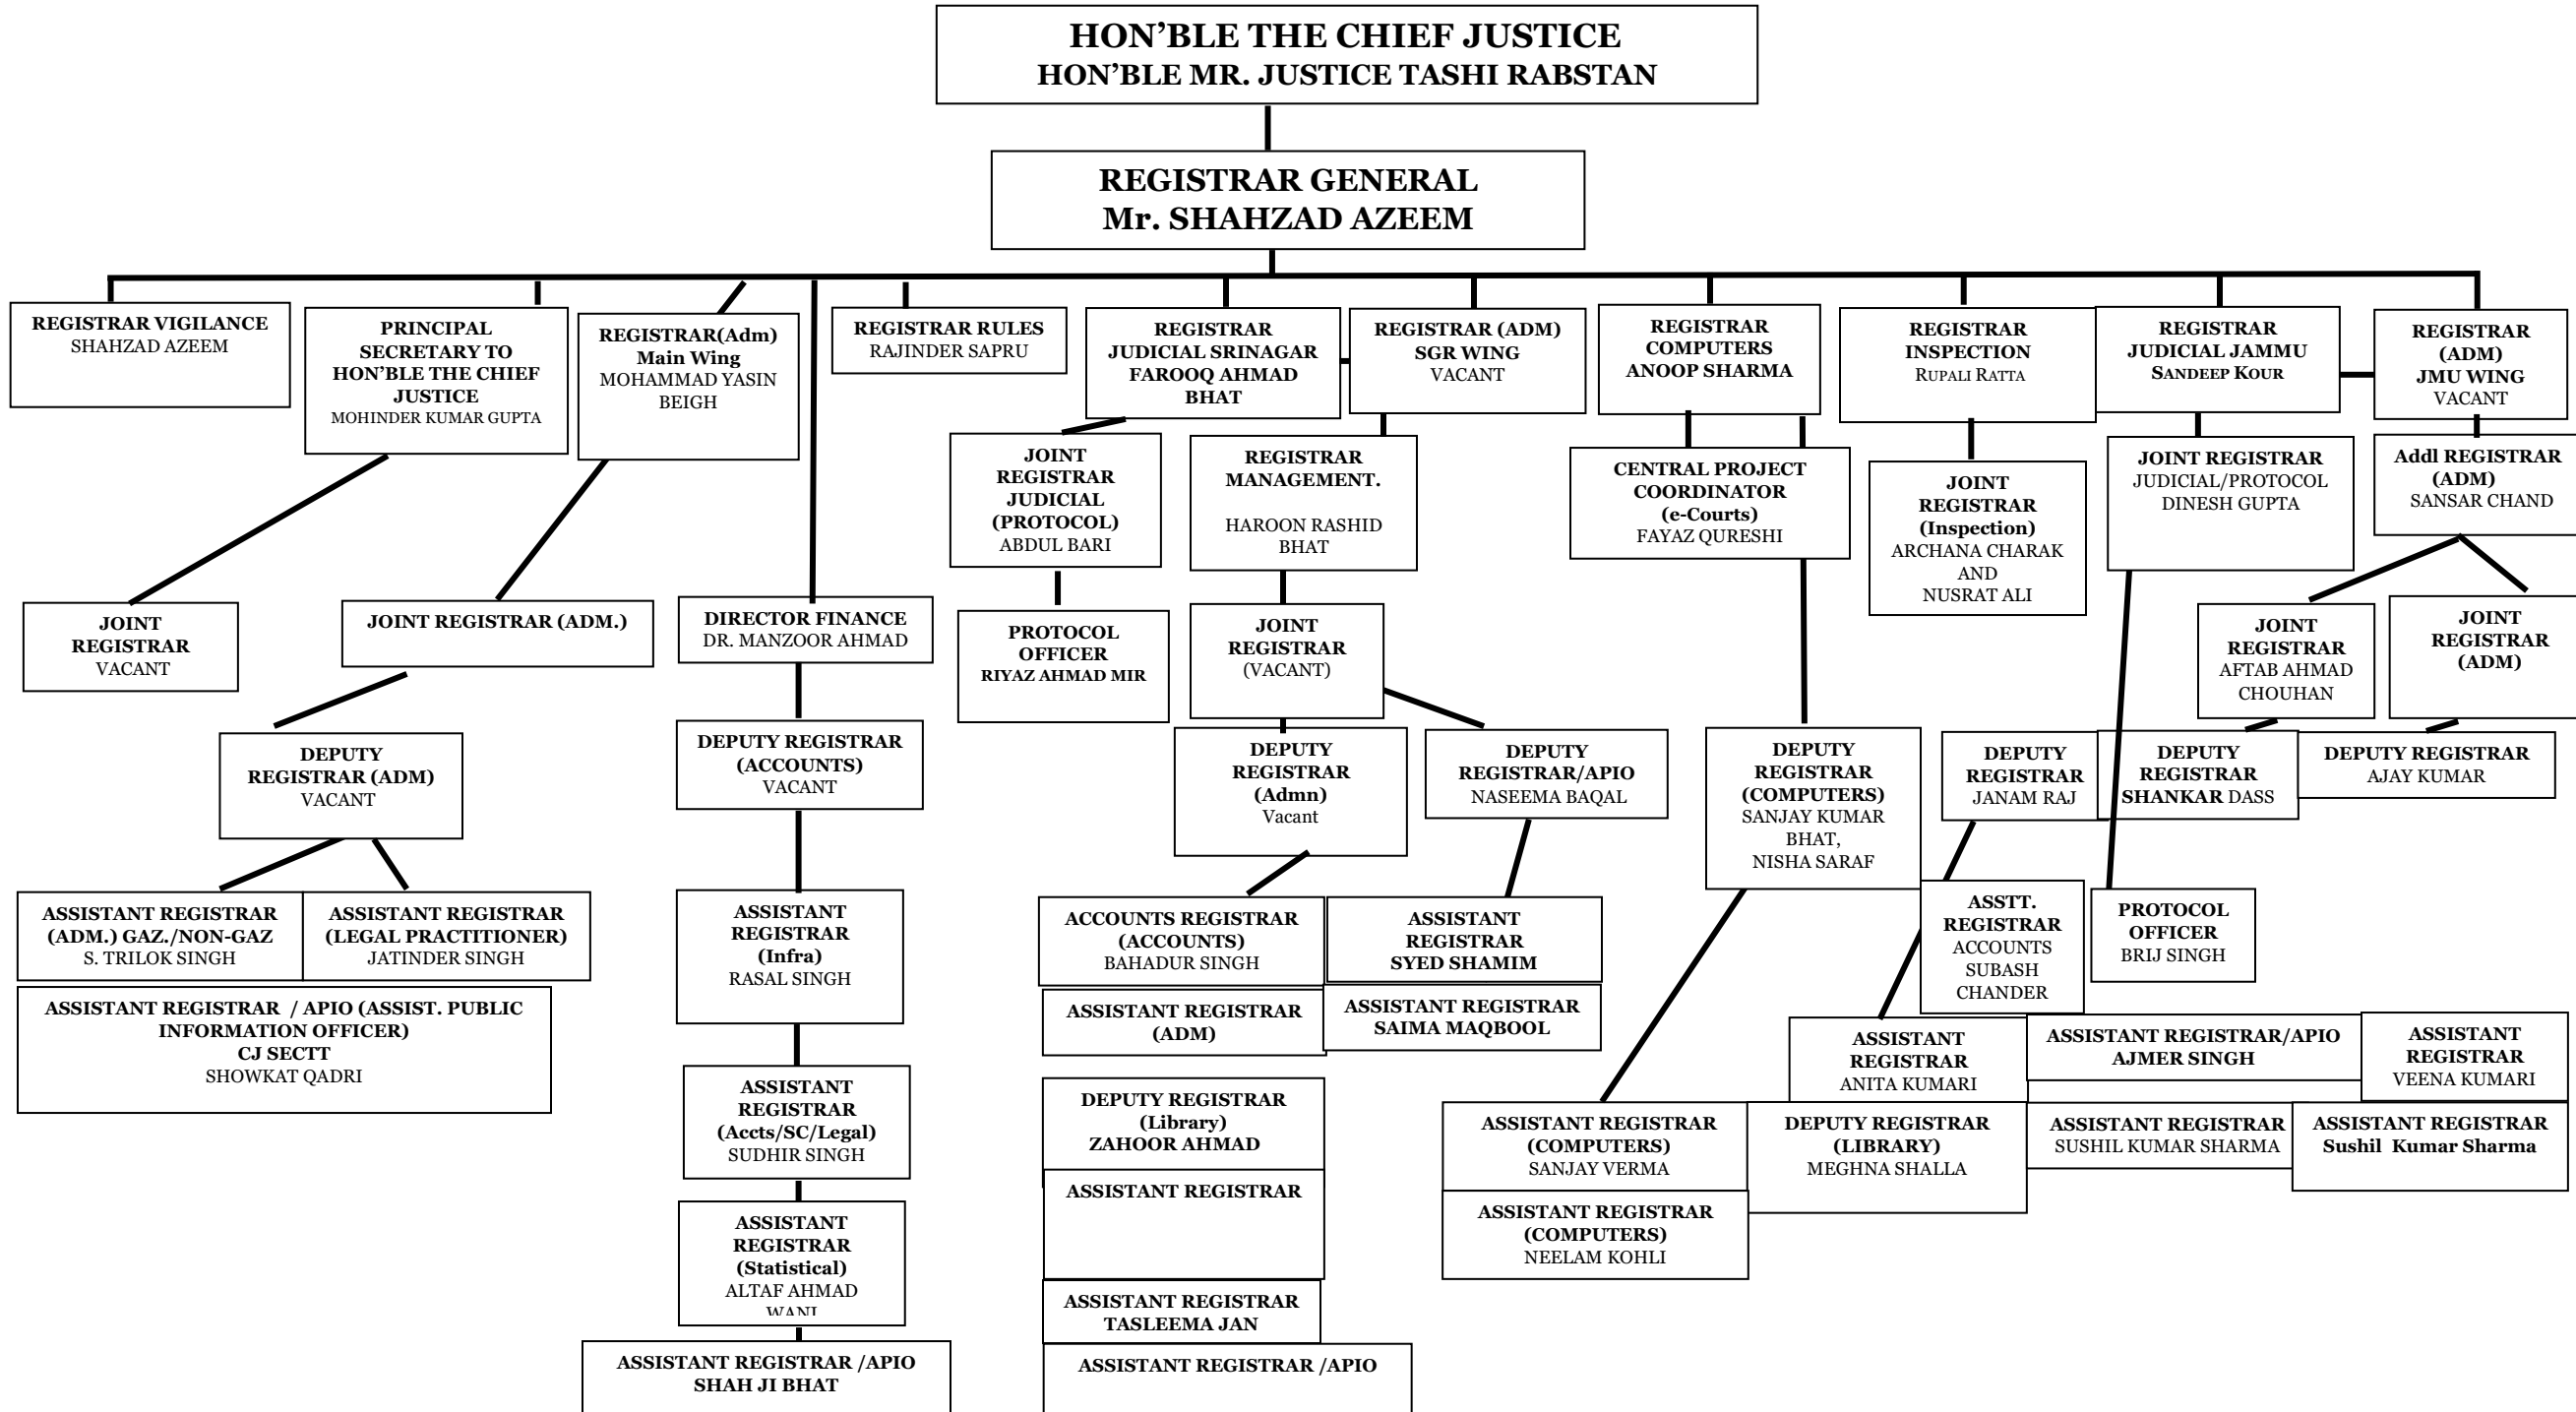 HON’BLE THE CHIEF JUSTICE
HON’BLE MR. JUSTICE TASHI RABSTAN
REGISTRAR GENERAL
Mr. SHAHZAD AZEEM
REGISTRAR VIGILANCE
SHAHZAD AZEEM
PRINCIPAL
SECRETARY TO
HON’BLE THE CHIEF
JUSTICE
MOHINDER KUMAR GUPTA
REGISTRAR(Adm)
Main Wing
MOHAMMAD YASIN
BEIGH
REGISTRAR RULES
RAJINDER SAPRU
REGISTRAR
JUDICIAL SRINAGAR
FAROOQ AHMAD
BHAT
REGISTRAR (ADM)
SGR WING
VACANT
REGISTRAR
COMPUTERS
ANOOP SHARMA
REGISTRAR
INSPECTION
RUPALI RATTA
REGISTRAR
JUDICIAL JAMMU
SANDEEP KOUR
REGISTRAR
(ADM)
JMU WING
VACANT
JOINT
REGISTRAR
JUDICIAL
(PROTOCOL)
ABDUL BARI
REGISTRAR
MANAGEMENT.
HAROON RASHID
BHAT
CENTRAL PROJECT
COORDINATOR
(e-Courts)
FAYAZ QURESHI
JOINT
REGISTRAR
(Inspection)
ARCHANA CHARAK
AND
NUSRAT ALI
JOINT REGISTRAR
JUDICIAL/PROTOCOL
DINESH GUPTA
Addl REGISTRAR
(ADM)
SANSAR CHAND
JOINT
REGISTRAR
VACANT
JOINT REGISTRAR (ADM.)
DIRECTOR FINANCE
DR. MANZOOR AHMAD
PROTOCOL
OFFICER
RIYAZ AHMAD MIR
JOINT
REGISTRAR
(VACANT)
JOINT
REGISTRAR
AFTAB AHMAD
CHOUHAN
JOINT
REGISTRAR
(ADM)
DEPUTY
REGISTRAR (ADM)
VACANT
DEPUTY REGISTRAR
(ACCOUNTS)
VACANT
DEPUTY
REGISTRAR
(Admn)
Vacant
DEPUTY
REGISTRAR/APIO
NASEEMA BAQAL
DEPUTY
REGISTRAR
(COMPUTERS)
SANJAY KUMAR
BHAT,
NISHA SARAF
DEPUTY
REGISTRAR
JANAM RAJ
DEPUTY
REGISTRAR
SHANKAR DASS
DEPUTY REGISTRAR
AJAY KUMAR
ASSISTANT REGISTRAR
(ADM.) GAZ./NON-GAZ
S. TRILOK SINGH
ASSISTANT REGISTRAR
(LEGAL PRACTITIONER)
JATINDER SINGH
ASSISTANT REGISTRAR / APIO (ASSIST. PUBLIC
INFORMATION OFFICER)
CJ SECTT
SHOWKAT QADRI
ASSISTANT
REGISTRAR
(Infra)
RASAL SINGH
ACCOUNTS REGISTRAR
(ACCOUNTS)
BAHADUR SINGH
ASSISTANT
REGISTRAR
SYED SHAMIM
ASSTT.
REGISTRAR
ACCOUNTS
SUBASH
CHANDER
PROTOCOL
OFFICER
BRIJ SINGH
ASSISTANT REGISTRAR
(ADM)
ASSISTANT REGISTRAR
SAIMA MAQBOOL
ASSISTANT
REGISTRAR
ANITA KUMARI
ASSISTANT REGISTRAR/APIO
AJMER SINGH
ASSISTANT
REGISTRAR
VEENA KUMARI
ASSISTANT
REGISTRAR
(Accts/SC/Legal)
SUDHIR SINGH
DEPUTY REGISTRAR
(Library)
ZAHOOR AHMAD
ASSISTANT REGISTRAR
(COMPUTERS)
SANJAY VERMA
DEPUTY REGISTRAR
(LIBRARY)
MEGHNA SHALLA
ASSISTANT REGISTRAR
SUSHIL KUMAR SHARMA
ASSISTANT REGISTRAR
Sushil Kumar Sharma
ASSISTANT REGISTRAR
ASSISTANT REGISTRAR
(COMPUTERS)
NEELAM KOHLI
ASSISTANT
REGISTRAR
(Statistical)
ALTAF AHMAD
WANI
ASSISTANT REGISTRAR
TASLEEMA JAN
ASSISTANT REGISTRAR /APIO
SHAH JI BHAT
ASSISTANT REGISTRAR /APIO